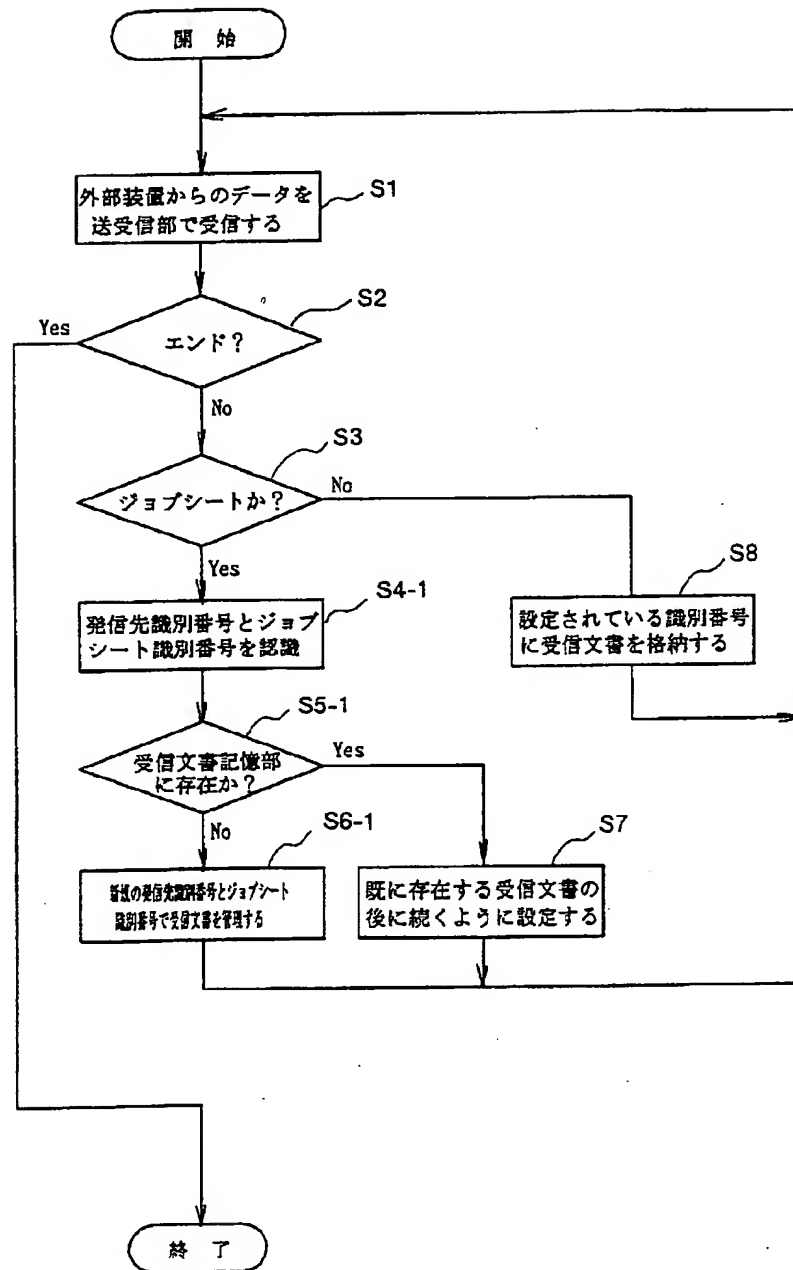 開 始
外部装置からのデータを
送受信部で受信する
S1
S2
Yes
エンド?
No
S3
ジョブシートか?
No
Yes
S4-1
発信先識別番号とジョブ
シート識別番号を認識
S8
設定されている識別番号
に受信文書を格納する
S5-1
受信文書記憶部
に存在か?
Yes
No
S6-1
新規の発信先識別番号とジョブシート
識別番号で受信文書を管理する
S7
既に存在する受信文書の
後に続くように設定する
終 了